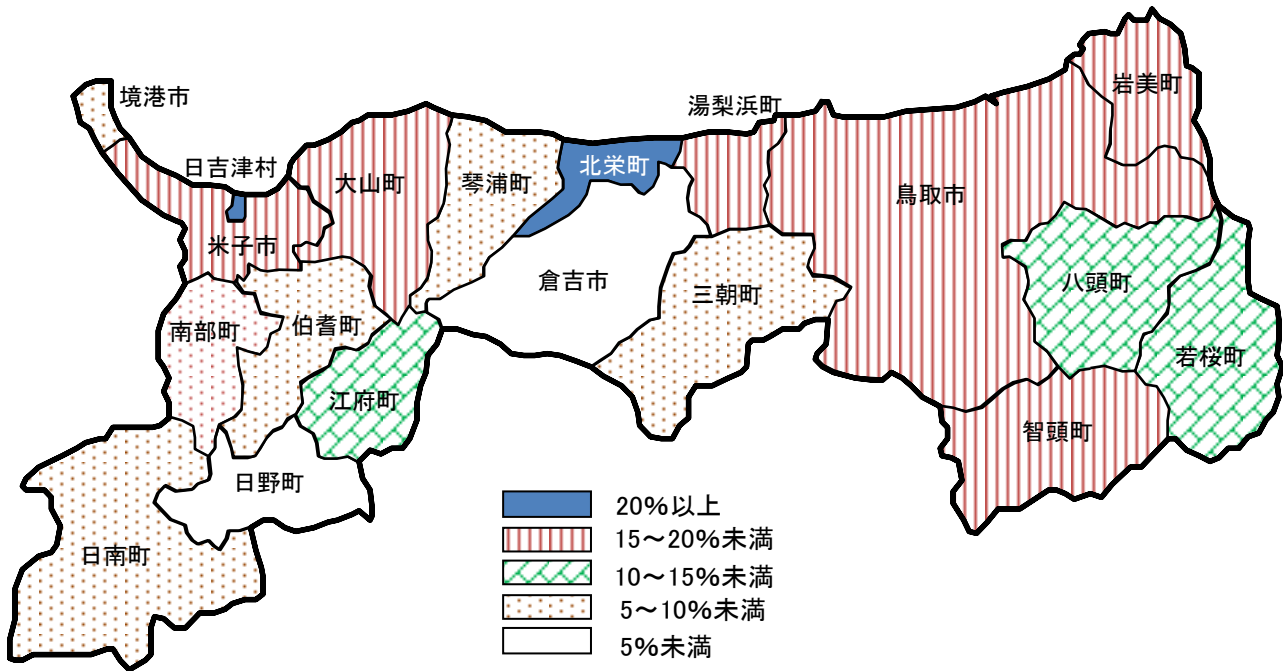 境港市
湯梨浜町
岩美町
日吉津村
大山町
琴浦町
北栄町
鳥取市
米子市
倉吉市
三朝町
八頭町
南部町
伯耆町
若桜町
江府町
智頭町
日野町
日南町
20%以上
15～20%未満
10～15%未満
5～10%未満
5%未満